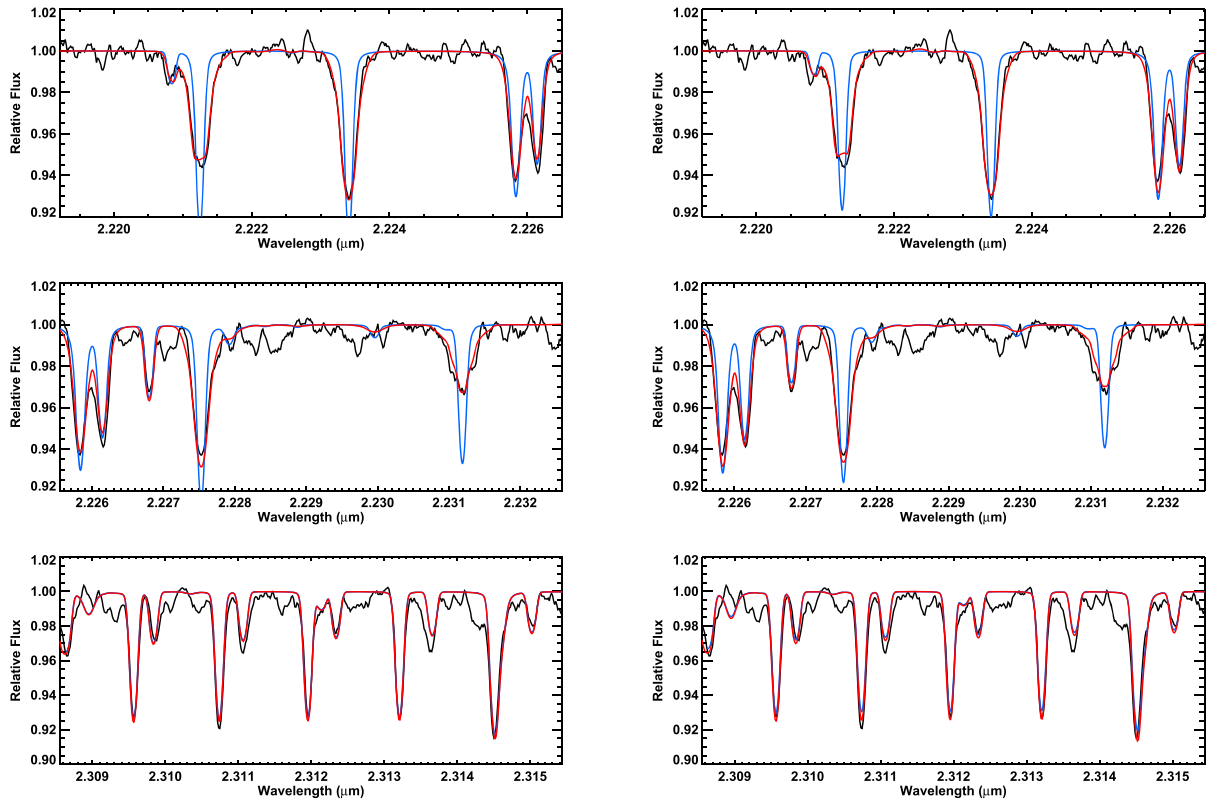 1.02
1.00
0.98
0.96
0.94
0.92
Relative Flux
2.220 2.222 2.224 2.226
Wavelength (μm)
1.02
1.00
0.98
0.96
0.94
0.92
Relative Flux
2.220 2.222 2.224 2.226
Wavelength (μm)
1.02
1.00
0.98
0.96
0.94
0.92
Relative Flux
2.226 2.227 2.228 2.229 2.230 2.231 2.232
Wavelength (μm)
1.02
1.00
0.98
0.96
0.94
0.92
Relative Flux
2.226 2.227 2.228 2.229 2.230 2.231 2.232
Wavelength (μm)
1.02
1.00
0.98
0.96
0.94
0.92
0.90
Relative Flux
2.309 2.310 2.311 2.312 2.313 2.314 2.315
Wavelength (μm)
1.02
1.00
0.98
0.96
0.94
0.92
0.90
Relative Flux
2.309 2.310 2.311 2.312 2.313 2.314 2.315
Wavelength (μm)